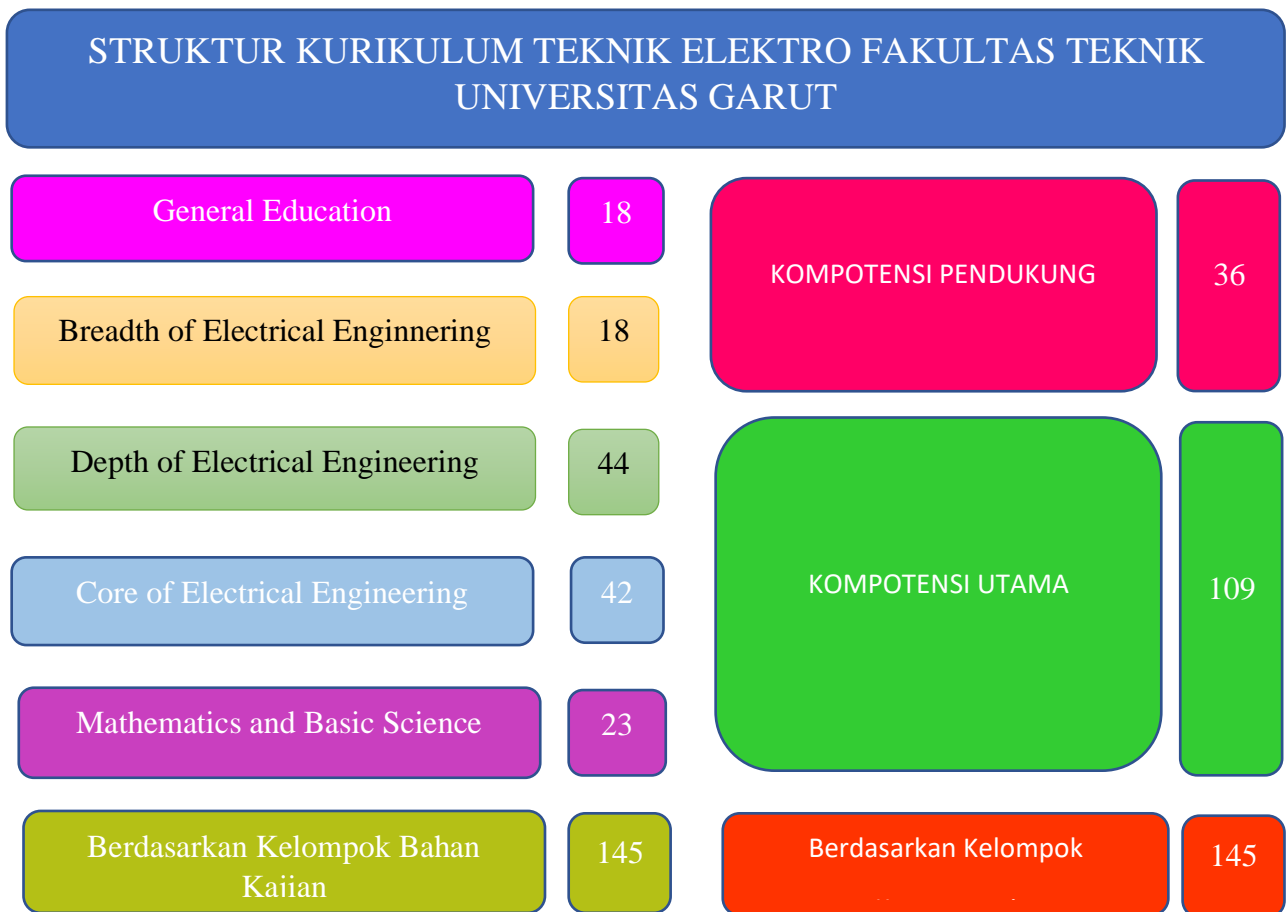 STRUKTUR KURIKULUM TEKNIK ELEKTRO FAKULTAS TEKNIK
UNIVERSITAS GARUT
General Education
18
Breadth of Electrical Enginnering
18
Depth of Electrical Engineering
44
Core of Electrical Engineering
42
Mathematics and Basic Science
23
Berdasarkan Kelompok Bahan
Kajian
145
KOMPOTENSI PENDUKUNG
36
KOMPOTENSI UTAMA
109
Berdasarkan Kelompok
145